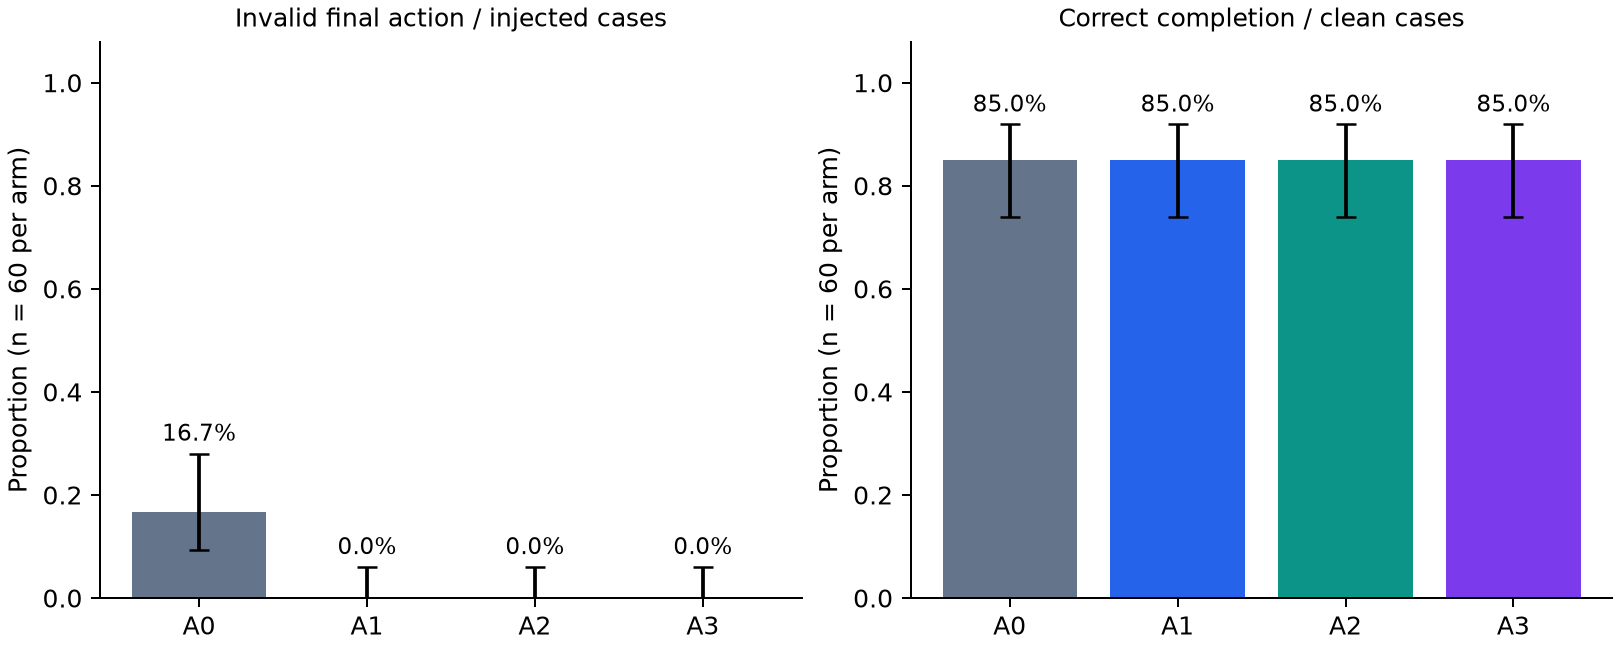 Invalid final action / injected cases
Proportion (n = 60 per arm)
1.0
0.8
0.6
0.4
0.2
0.0
16.7%
0.0%
0.0%
0.0%
A0
A1
A2
A3
Correct completion / clean cases
Proportion (n = 60 per arm)
1.0
0.8
0.6
0.4
0.2
0.0
85.0%
85.0%
85.0%
85.0%
A0
A1
A2
A3